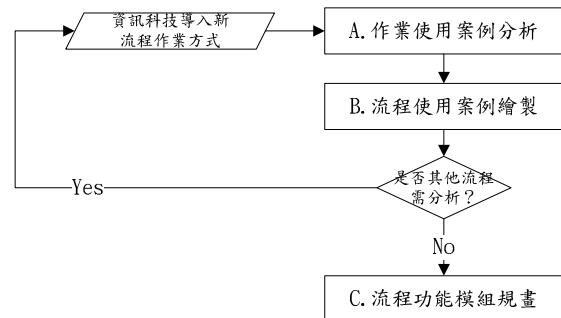 資訊科技導入新
流程作業方式
A.作業使用案例分析
B.流程使用案例繪製
是否其他流程
需分析？
Yes
No
C.流程功能模組規畫